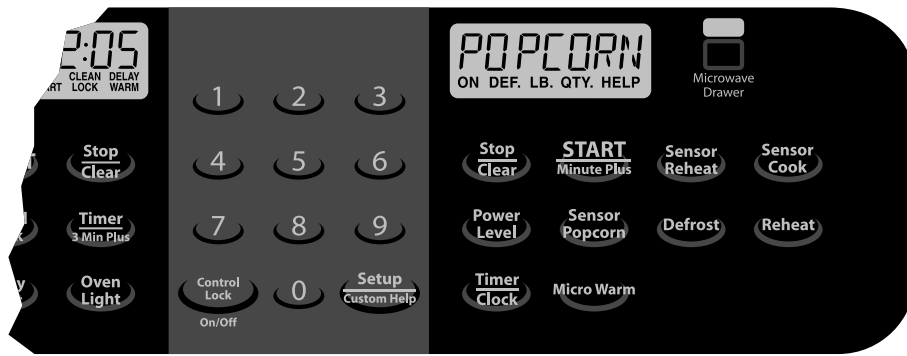 2:05
CLEAN DELAY
LOCK WARM
POPCORN
ON DEF. LB. QTY. HELP
Microwave
Drawer
1 2 3
Stop
Clear
4 5 6
Stop
Clear
START
Minute Plus
Sensor
Reheat
Sensor
Cook
Timer
3 Min Plus
7 8 9
Power
Level
Sensor
Popcorn
Defrost
Reheat
Oven
Light
Control
Lock
On/Off
0
Setup
Custom Help
Timer
Clock
Micro Warm